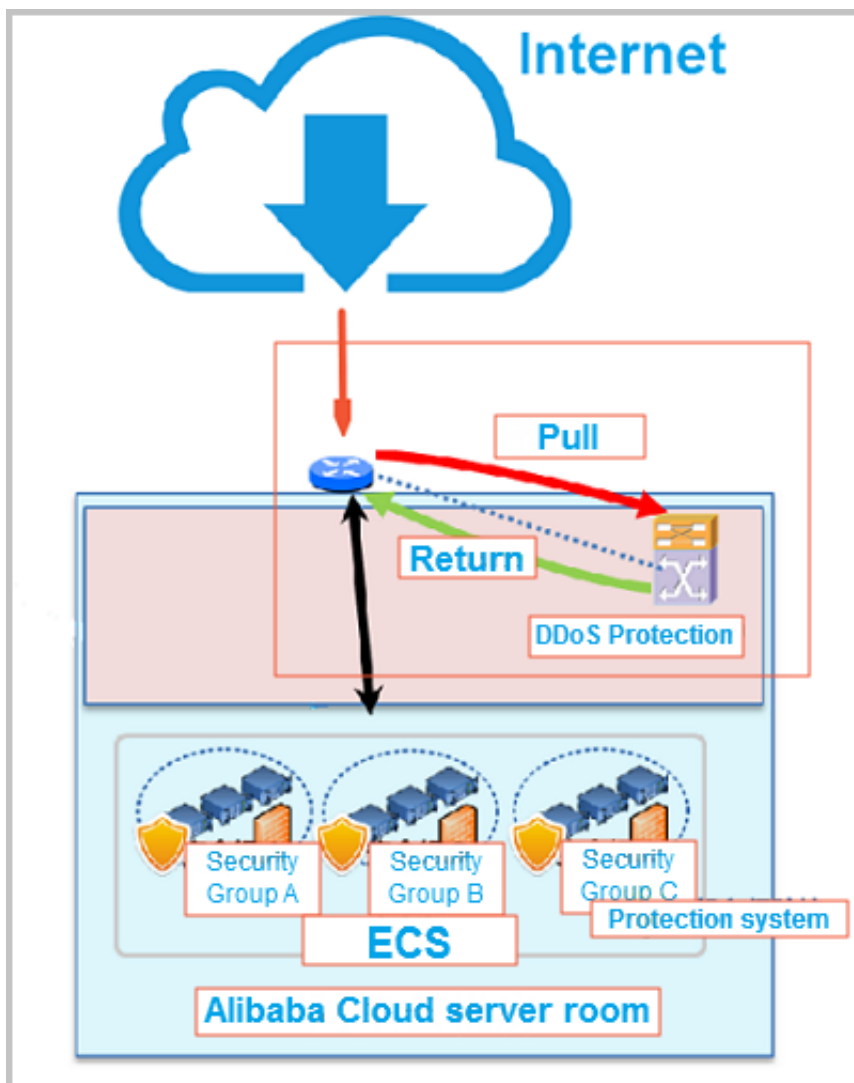 Internet
Pull
Return
DDoS Protection
Security
Group A
Security
Group B
Security
Group C
Protection system
ECS
Alibaba Cloud server room